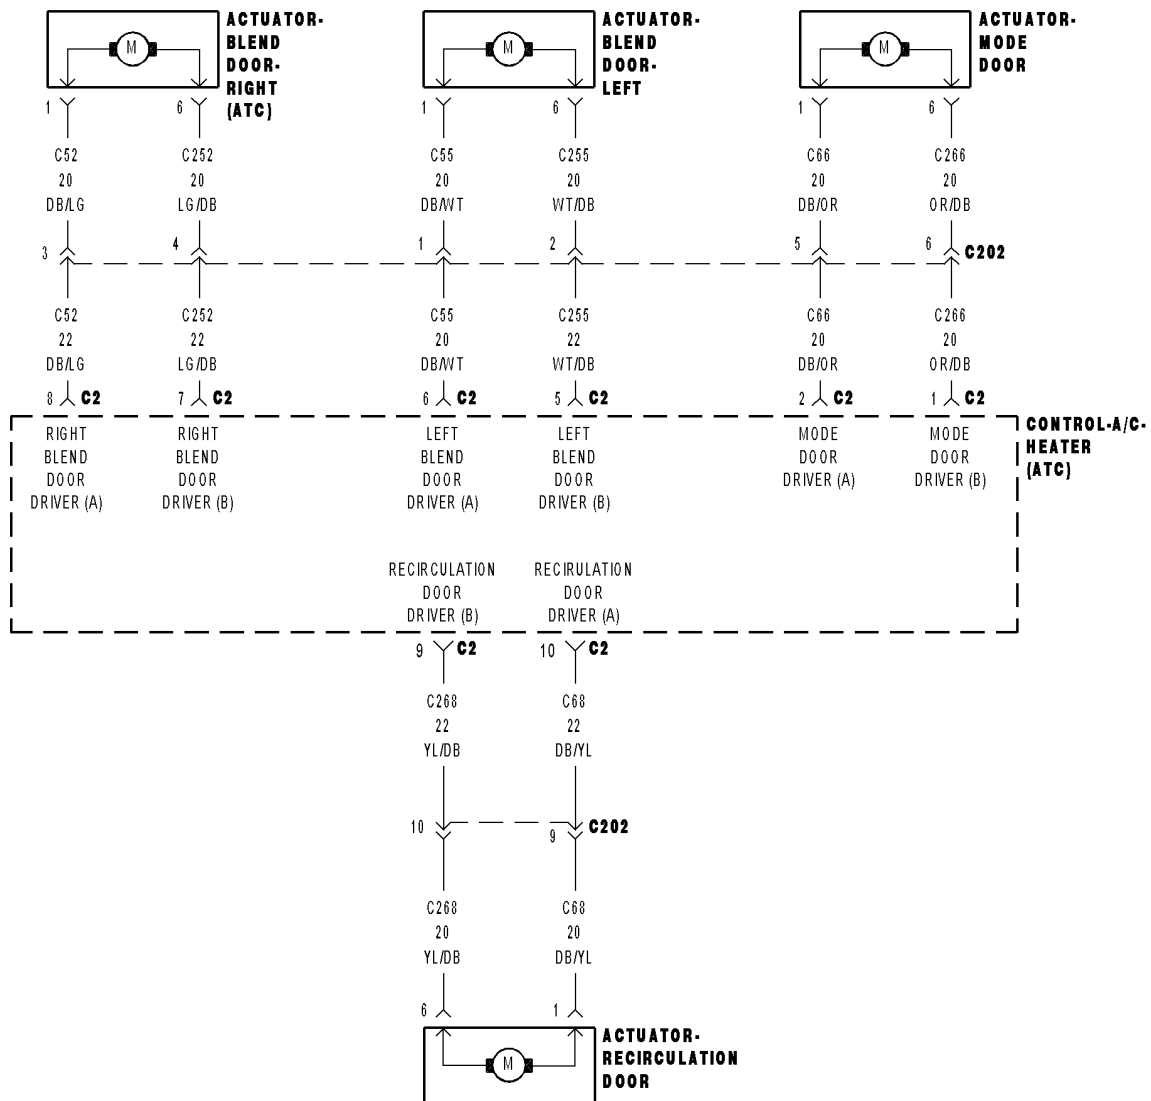 ACTUATOR-
BLEND
DOOR-
RIGHT
(ATC)
ACTUATOR-
BLEND
DOOR-
LEFT
ACTUATOR-
MODE
DOOR
M M M
1 6 1 6 1 6
C52 C252 C55 C255 C66 C266
20 20 20 20 20 20
DB/LG LG/DB DB/WT WT/DB DB/OR OR/DB
3 4 1 2 5 6 C202
C52 C252 C55 C255 C66 C266
22 22 20 22 20 20
DB/LG LG/DB DB/WT WT/DB DB/OR OR/DB
8 C2 7 C2 6 C2 5 C2 2 C2 1 C2
CONTROL-A/C-
HEATER
(ATC)
RIGHT
BLEND
DOOR
DRIVER (A)
RIGHT
BLEND
DOOR
DRIVER (B)
LEFT
BLEND
DOOR
DRIVER (A)
LEFT
BLEND
DOOR
DRIVER (B)
MODE
DOOR
DRIVER (A)
MODE
DOOR
DRIVER (B)
RECIRCULATION
DOOR
DRIVER (B)
RECIRULATION
DOOR
DRIVER (A)
9 C2 10 C2
C268 C68
22 22
YL/DB DB/YL
10 9 C202
C268 C68
20 20
YL/DB DB/YL
6 1
M
ACTUATOR-
RECIRCULATION
DOOR